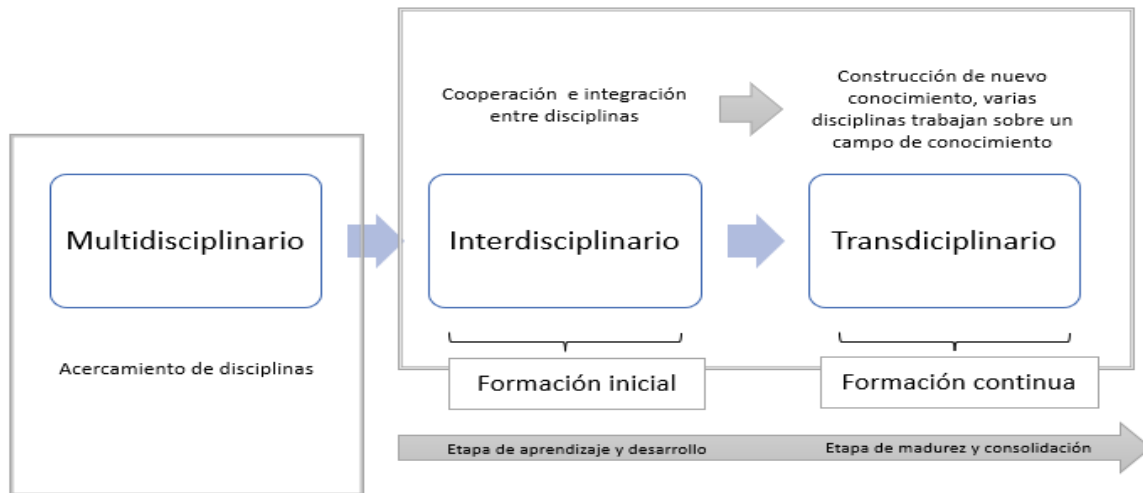 Multidisciplinario
Acercamiento de disciplinas
Cooperación e integración
entre disciplinas
Interdisciplinario
Formación inicial
Construcción de nuevo
conocimiento, varias
disciplinas trabajan sobre un
campo de conocimiento
Transdiciplinario
Formación continua
Etapa de aprendizaje y desarrollo
Etapa de madurez y consolidación